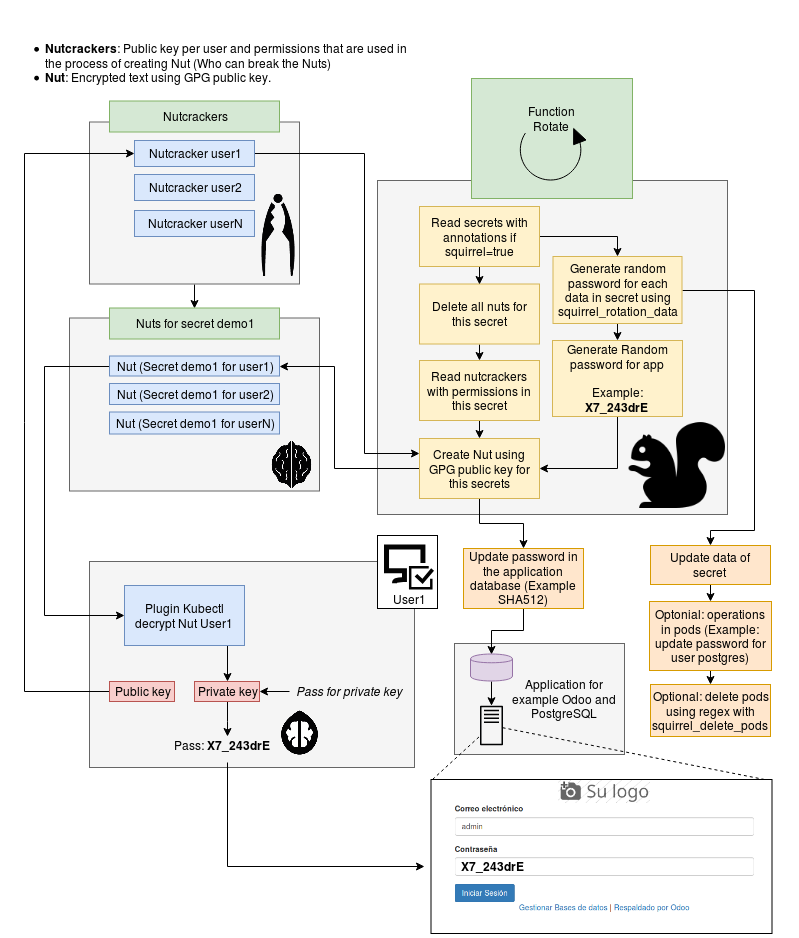 Nutcrackers: Public key per user and permissions that are used in
the process of creating Nut (Who can break the Nuts)
Nut: Encrypted text using GPG public key.
Nutcrackers
Nutcracker user1
Nutcracker user2
Nutcracker userN
Nuts for secret demo1
Nut (Secret demo1 for user1)
Nut (Secret demo1 for user2)
Nut (Secret demo1 for userN)
Function
Rotate
Read secrets with
annotations if
squirrel=true
Delete all nuts for
this secret
Read nutcrackers
with permissions in
this secret
Create Nut using
GPG public key for
this secrets
Generate random
password for each
data in secret using
squirrel_rotation_data
Generate Random
password for app
Example:
X7_243drE
User1
Plugin Kubectl
decrypt Nut User1
Public key
Private key
Pass for private key
Pass: X7_243drE
Update password in
the application
database (Example
SHA512)
Application for
example Odoo and
PostgreSQL
Update data of
secret
Optonial: operations
in pods (Example:
update password for
user postgres)
Optional: delete pods
using regex with
squirrel_delete_pods
Su logo
Correo electrónico
admin
Contraseña
X7_243drE
Iniciar Sesión
Gestionar Bases de datos | Respaldado por Odoo